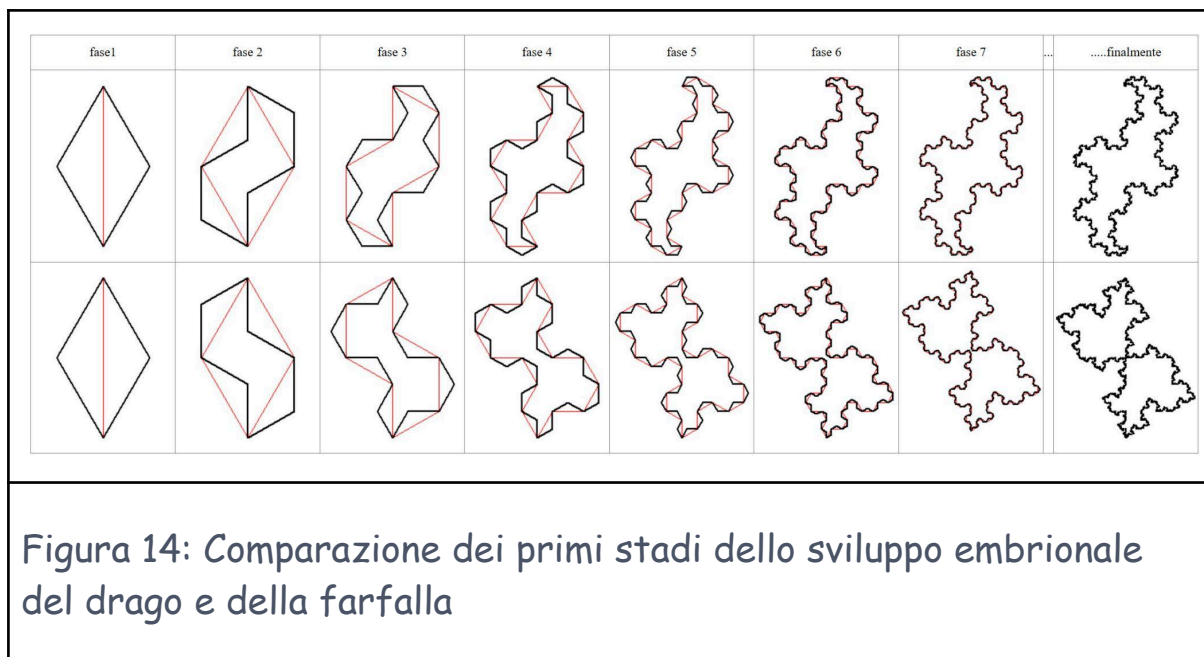 fase1 fase 2 fase 3 fase 4 fase 5 fase 6 fase 7 ... .....finalmente
Figura 14: Comparazione dei primi stadi dello sviluppo embrionale
del drago e della farfalla